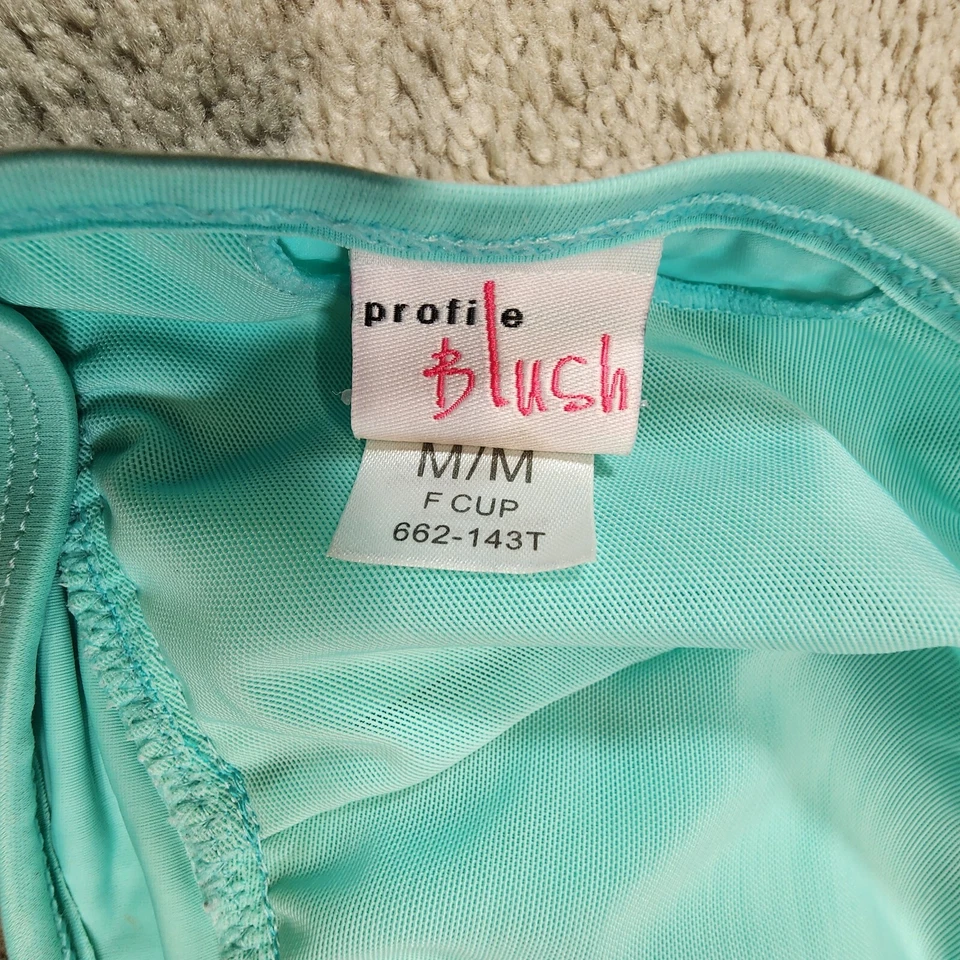 profile
Blush
M/M
F CUP
662-143T